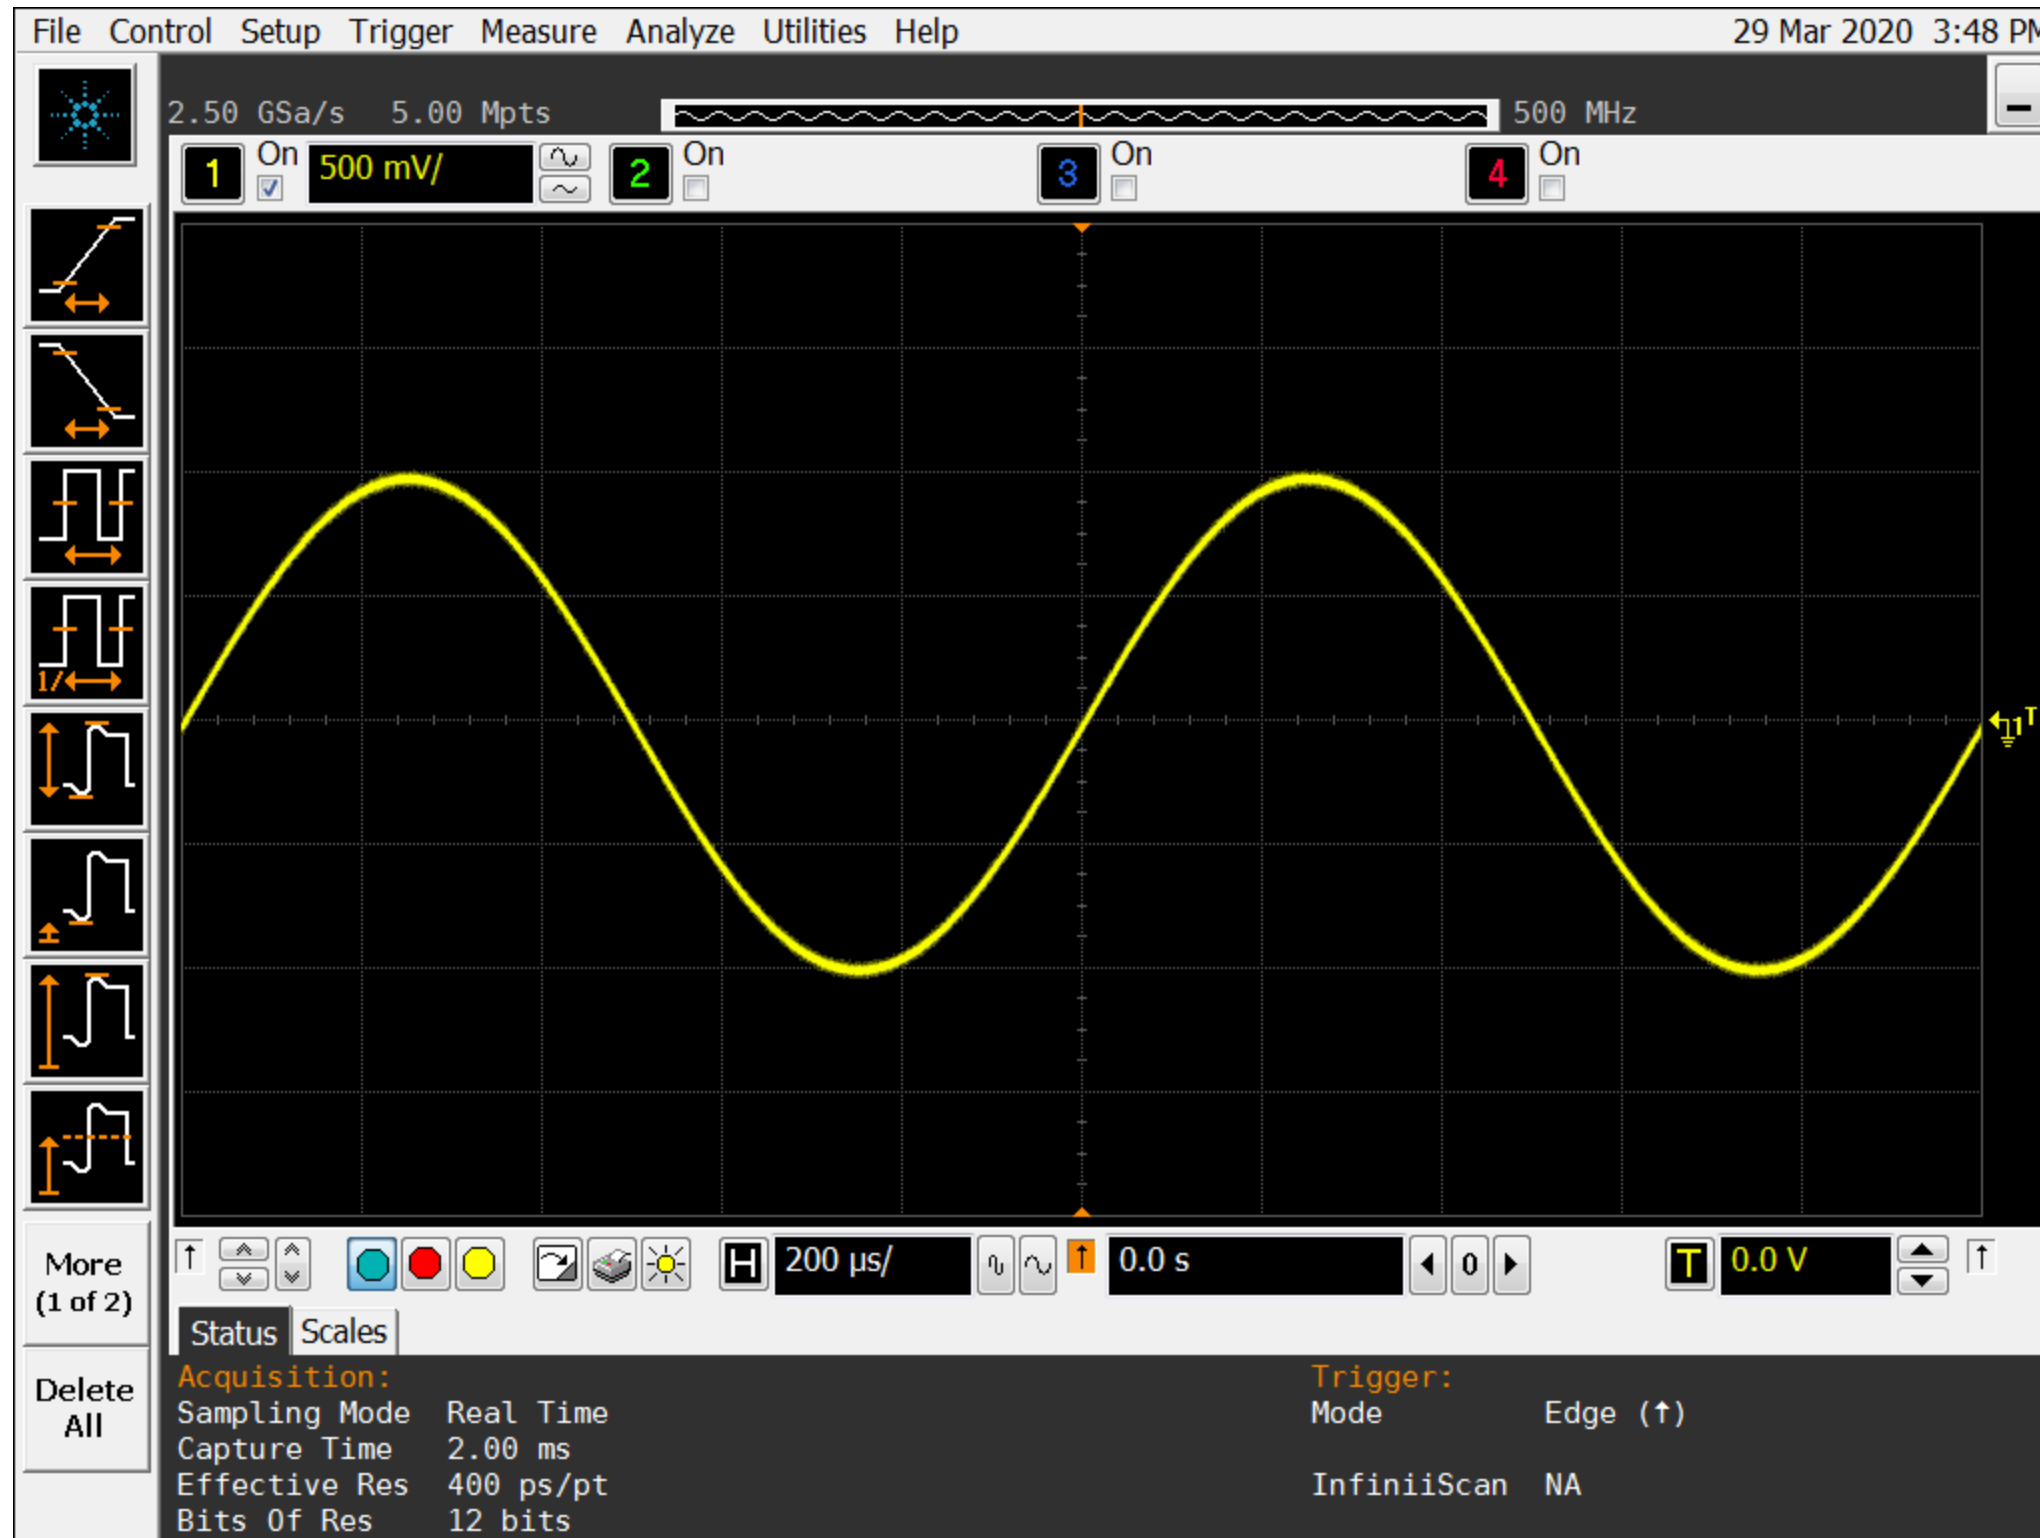 File Control Setup Trigger Measure Analyze Utilities Help 29 Mar 2020 3:48 PM
2.50 GSa/s 5.00 Mpts 500 MHz
1 On 500 mV/ 2 On 3 On 4 On
1/
1 T
More
(1 of 2)
Delete
All
H 200 µs/ 0.0 s 0 T 0.0 V
Status Scales
Acquisition: Trigger:
Sampling Mode Real Time Mode Edge (↑)
Capture Time 2.00 ms
Effective Res 400 ps/pt InfiniiScan NA
Bits Of Res 12 bits